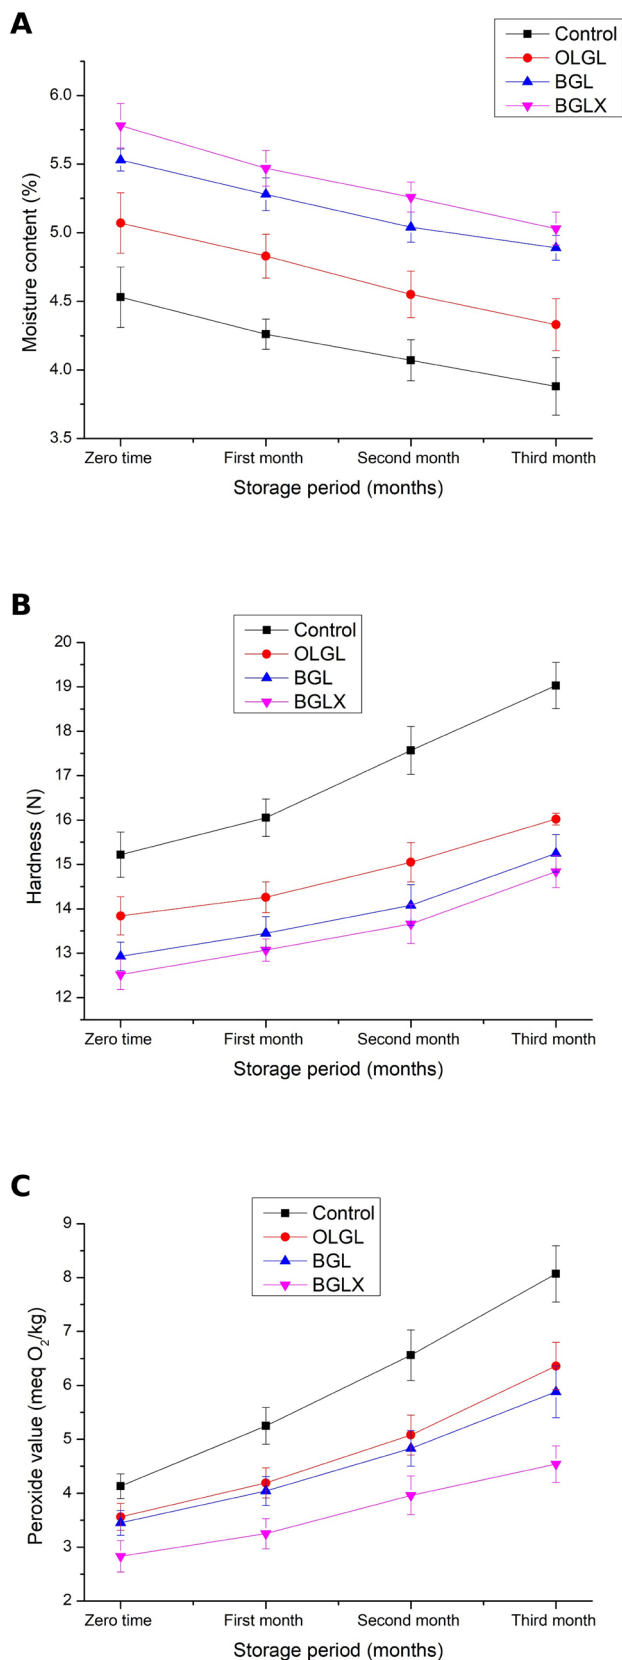 A
Control
OLGL
BGL
BGLX
6.0
5.5
5.0
4.5
4.0
3.5
Moisture content (%)
Zero time First month Second month Third month
Storage period (months)
B
Control
OLGL
BGL
BGLX
20
19
18
17
16
15
14
13
12
Hardness (N)
Zero time First month Second month Third month
Storage period (months)
C
Control
OLGL
BGL
BGLX
9
8
7
6
5
4
3
2
Peroxide value (meq O₂/kg)
Zero time First month Second month Third month
Storage period (months)